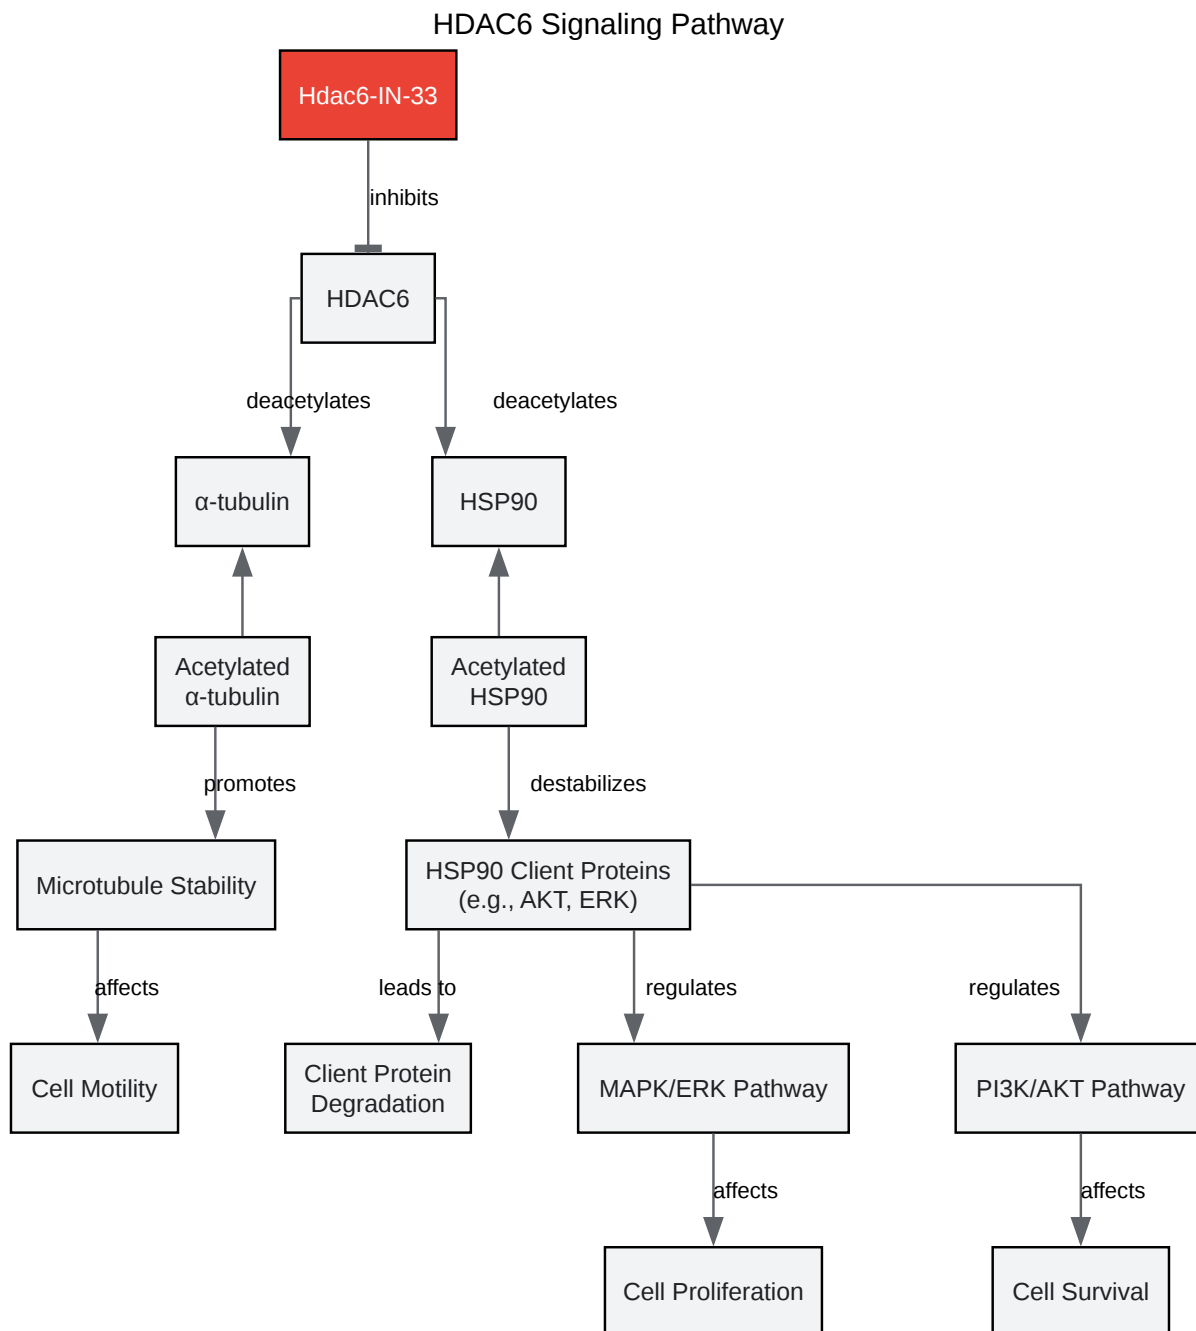 HDAC6 Signaling Pathway
Hdac6-IN-33
inhibits
HDAC6
deacetylates
deacetylates
α-tubulin
HSP90
Acetylated
α-tubulin
Acetylated
HSP90
promotes
destabilizes
Microtubule Stability
HSP90 Client Proteins
(e.g., AKT, ERK)
affects
leads to
regulates
regulates
Cell Motility
Client Protein
Degradation
MAPK/ERK Pathway
PI3K/AKT Pathway
affects
affects
Cell Proliferation
Cell Survival